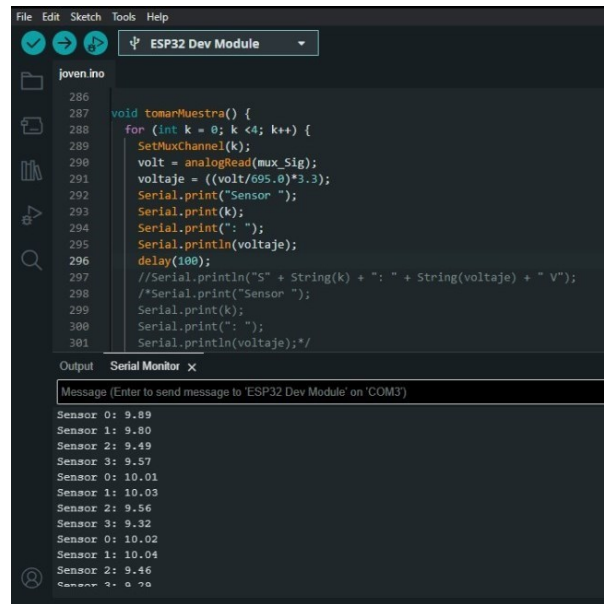 File Edit Sketch Tools Help
ESP32 Dev Module
joven.ino
286
287 void tomarMuestra() {
288 for (int k = 0; k <4; k++) {
289 SetMuxChannel(k);
290 volt = analogRead(mux_Sig);
291 voltaje = ((volt/695.0)*3.3);
292 Serial.print("Sensor ");
293 Serial.print(k);
294 Serial.print(": ");
295 Serial.println(voltaje);
296 delay(100);
297 //Serial.println("S" + String(k) + ": " + String(voltaje) + " V");
298 /*Serial.print("Sensor ");
299 Serial.print(k);
300 Serial.print(": ");
301 Serial.println(voltaje);*/
Output Serial Monitor
Message (Enter to send message to 'ESP32 Dev Module' on 'COM3')
Sensor 0: 9.89
Sensor 1: 9.80
Sensor 2: 9.49
Sensor 3: 9.57
Sensor 0: 10.01
Sensor 1: 10.03
Sensor 2: 9.56
Sensor 3: 9.32
Sensor 0: 10.02
Sensor 1: 10.04
Sensor 2: 9.46
Sensor 3: 9.29